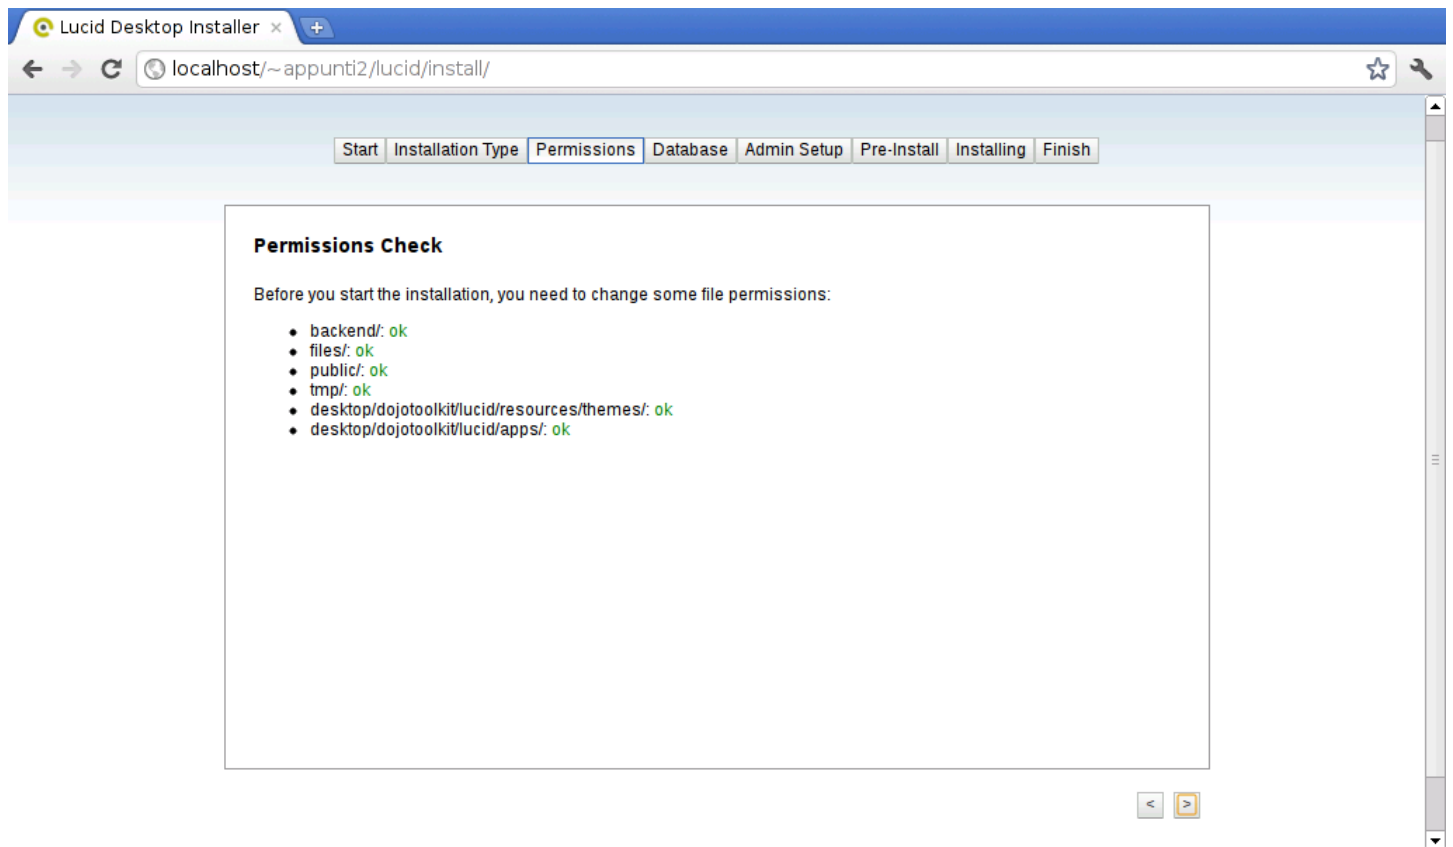 Lucid Desktop Installer
localhost/~appunti2/lucid/install/
Start Installation Type Permissions Database Admin Setup Pre-Install Installing Finish
Permissions Check
Before you start the installation, you need to change some file permissions:
backend/: ok
files/: ok
public/: ok
tmp/: ok
desktop/dojotoolkit/lucid/resources/themes/: ok
desktop/dojotoolkit/lucid/apps/: ok
< >